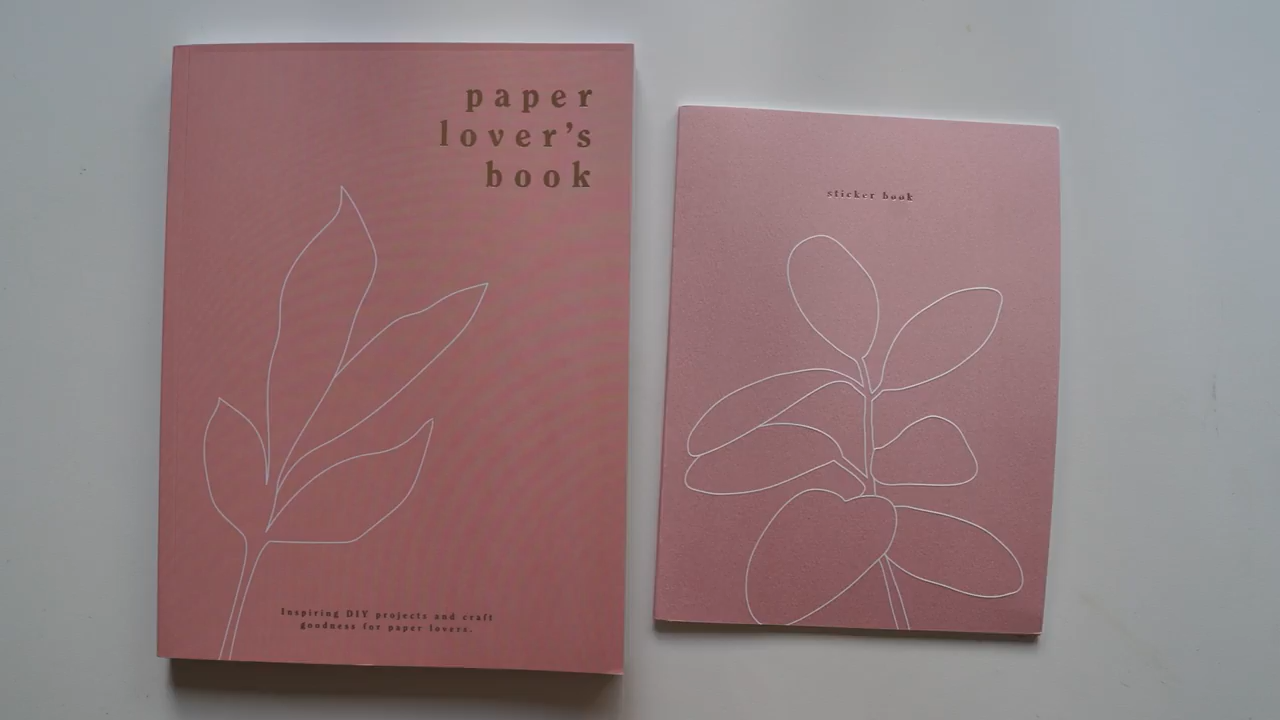 paper
lover's
book
Inspiring DIY projects and craft
goodness for paper lovers.
sticker book